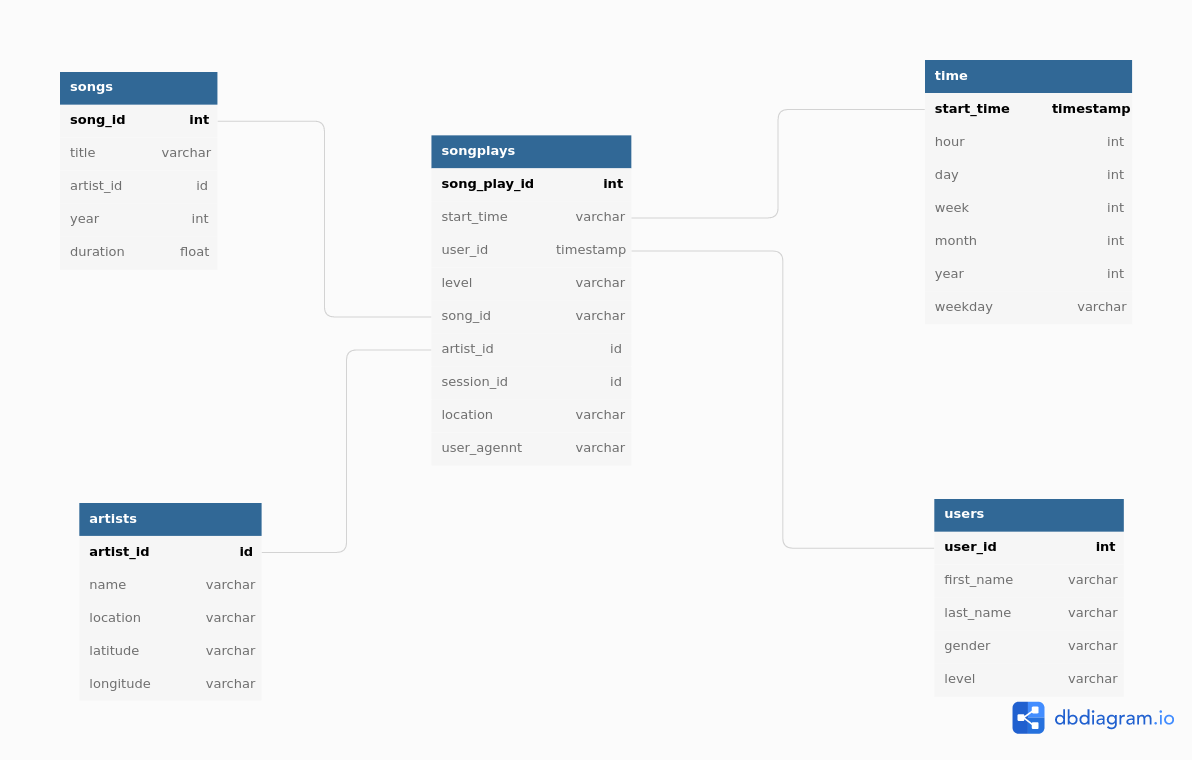 songs
song_id int
title varchar
artist_id id
year int
duration float
songplays
song_play_id int
start_time varchar
user_id timestamp
level varchar
song_id varchar
artist_id id
session_id id
location varchar
user_agennt varchar
time
start_time timestamp
hour int
day int
week int
month int
year int
weekday varchar
artists
artist_id id
name varchar
location varchar
latitude varchar
longitude varchar
users
user_id int
first_name varchar
last_name varchar
gender varchar
level varchar
dbdiagram.io